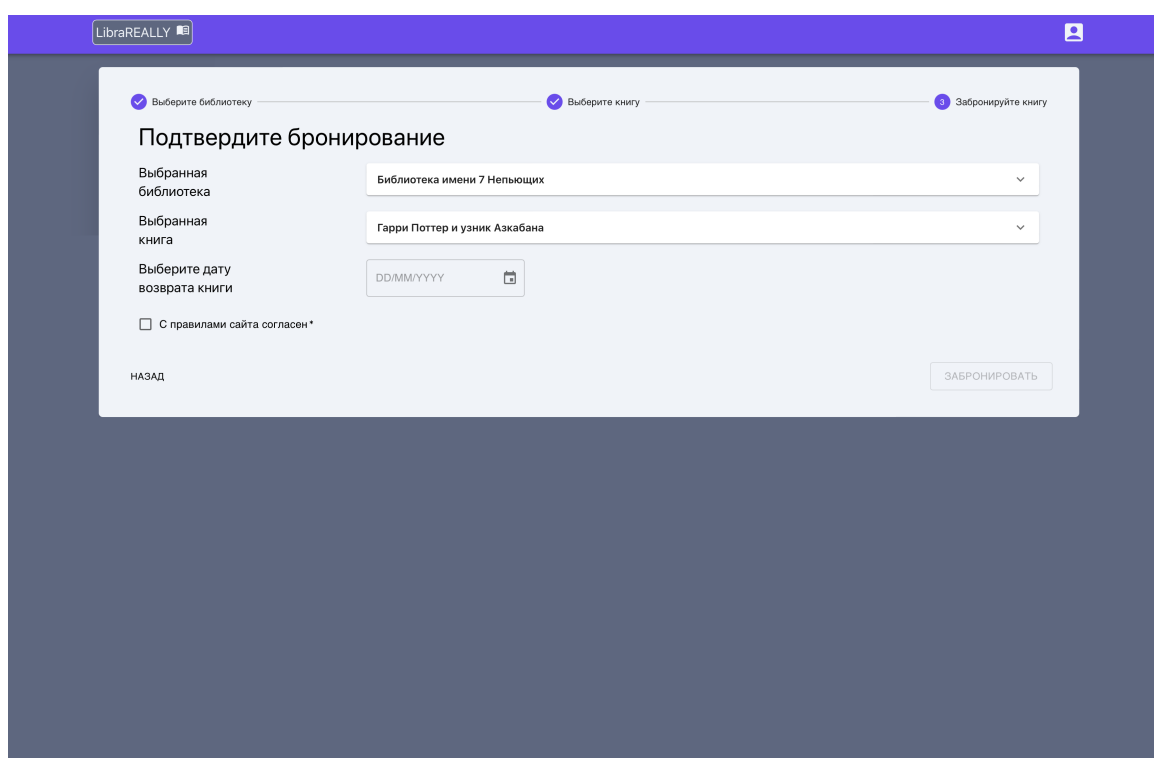 LibraREALLY
Выберите библиотеку
Выберите книгу
3 Забронируйте книгу
Подтвердите бронирование
Выбранная
библиотека
Библиотека имени 7 Непьющих
Выбранная
книга
Гарри Поттер и узник Азкабана
Выберите дату
возврата книги
DD/MM/YYYY
С правилами сайта согласен *
НАЗАД
ЗАБРОНИРОВАТЬ